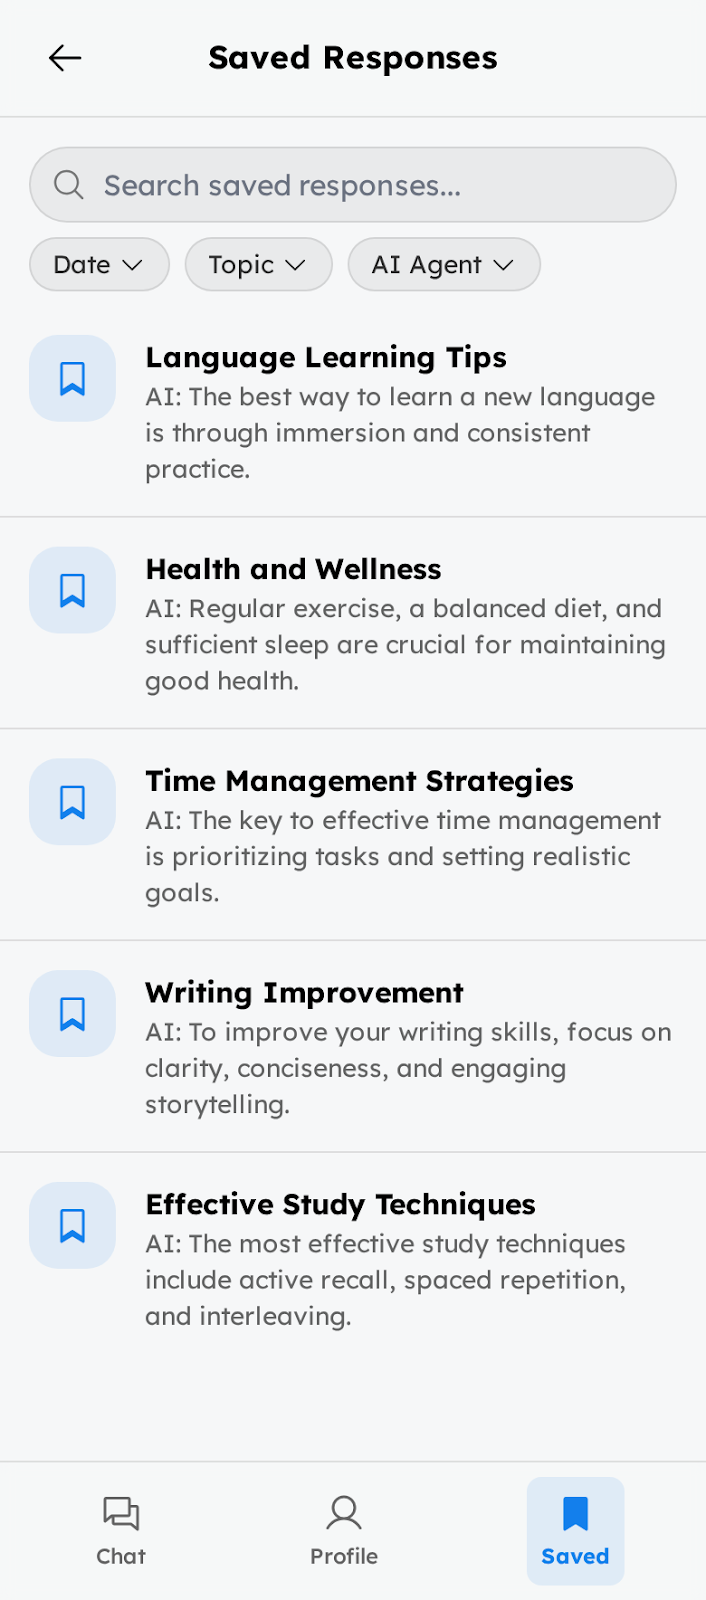 Saved Responses
Search saved responses...
Date
Topic
AI Agent
Language Learning Tips
AI: The best way to learn a new language
is through immersion and consistent
practice.
Health and Wellness
AI: Regular exercise, a balanced diet, and
sufficient sleep are crucial for maintaining
good health.
Time Management Strategies
AI: The key to effective time management
is prioritizing tasks and setting realistic
goals.
Writing Improvement
AI: To improve your writing skills, focus on
clarity, conciseness, and engaging
storytelling.
Effective Study Techniques
AI: The most effective study techniques
include active recall, spaced repetition,
and interleaving.
Chat
Profile
Saved